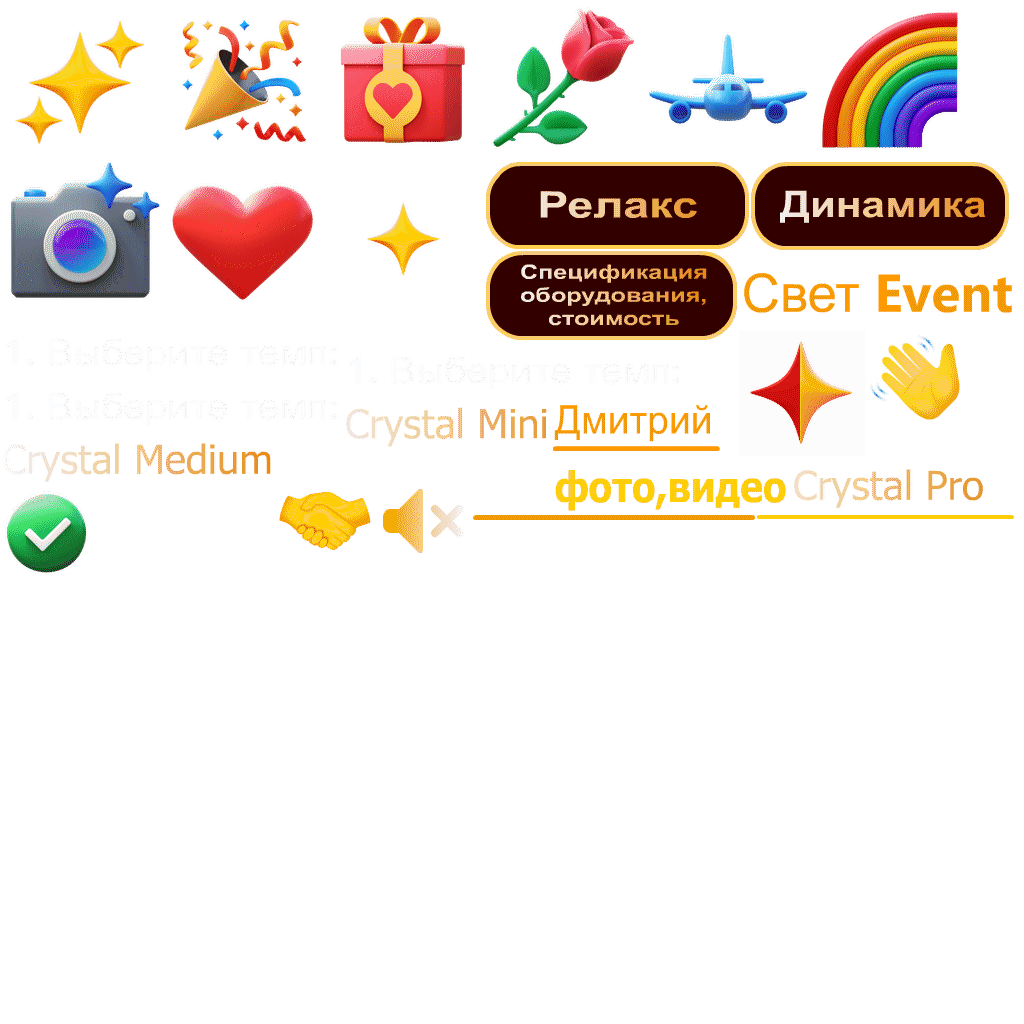 Релакс
Динамика
Спецификация
оборудования,
стоимость
Свет Event
1. Выберите темп:
1. Выберите темп:
1. Выберите темп:
Crystal Mini
Дмитрий
Crystal Medium
фото,видео
Crystal Pro